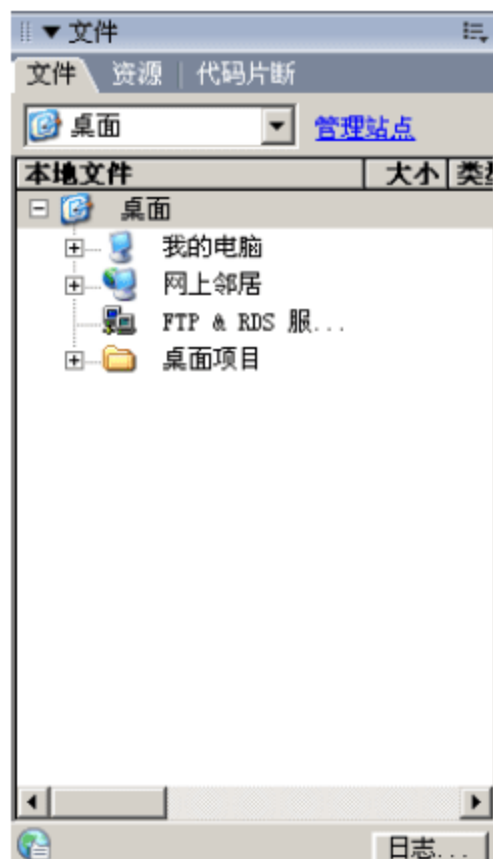 文件
文件 资源 代码片断
桌面 管理站点
本地文件 大小 类型
桌面
我的电脑
网上邻居
FTP & RDS 服...
桌面项目
日志...